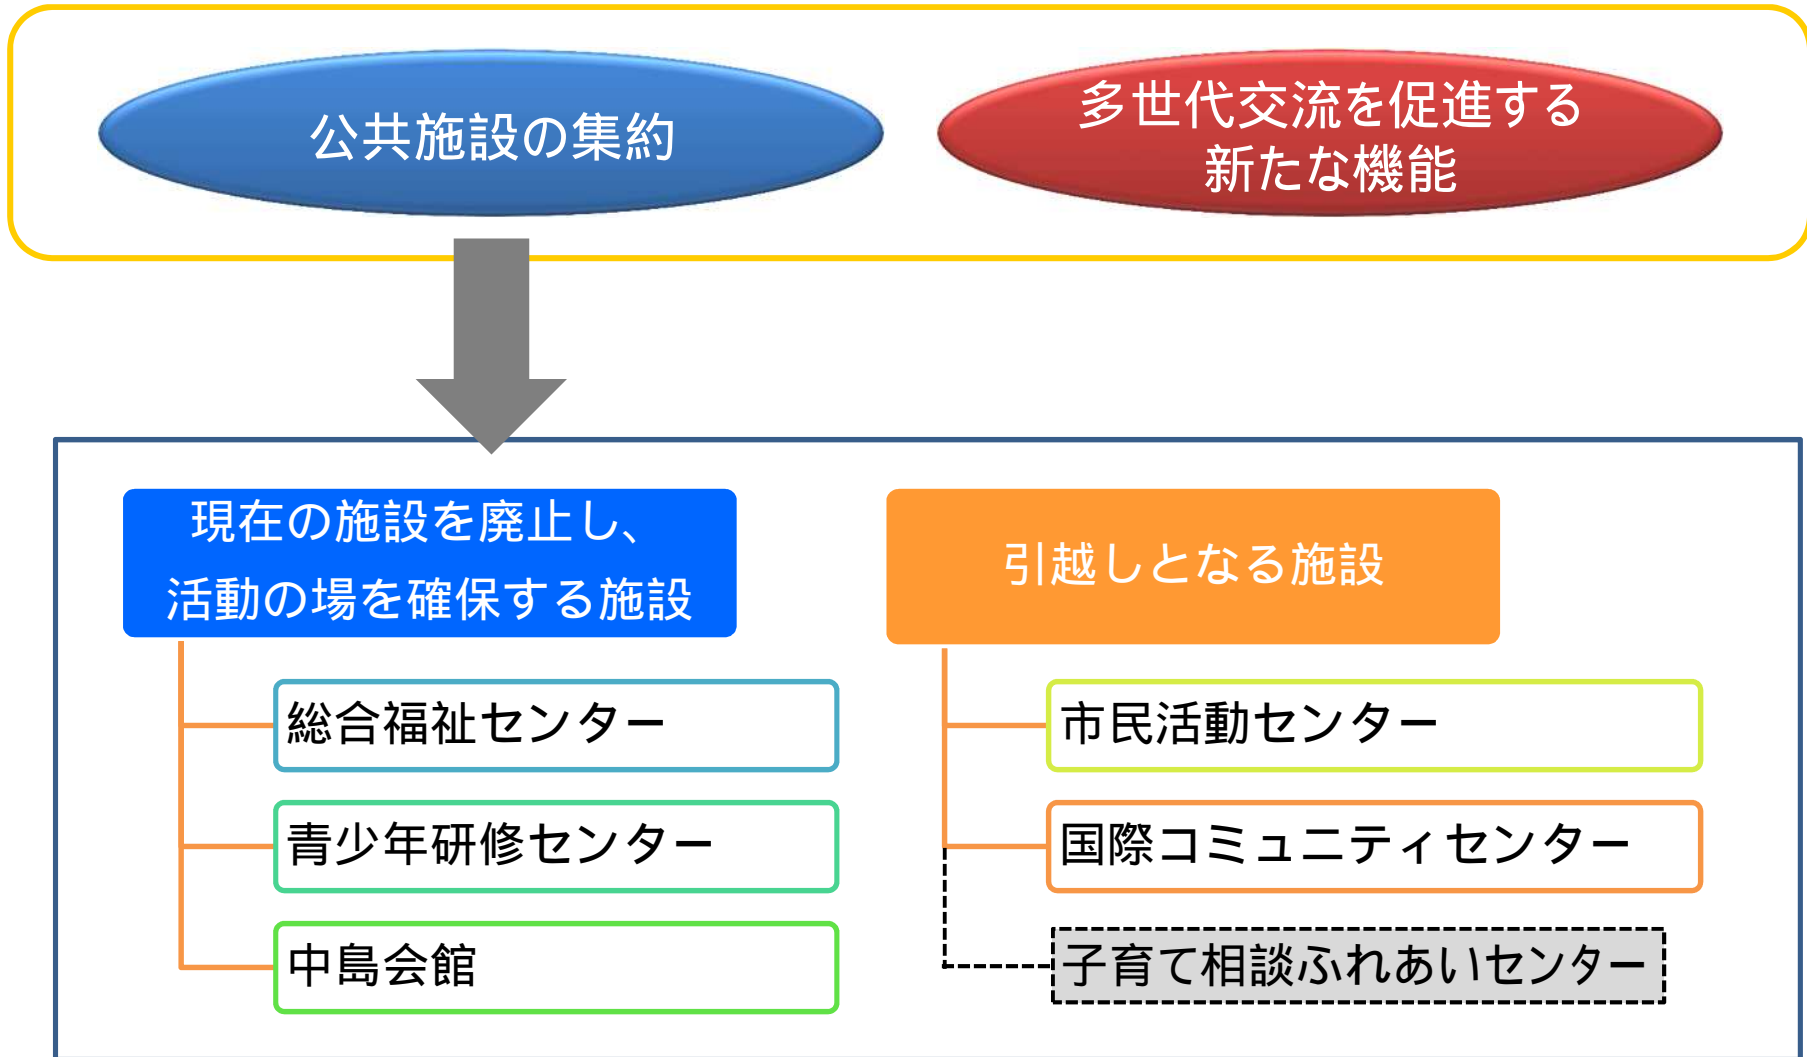 公共施設の集約
多世代交流を促進する
新たな機能
現在の施設を廃止し、
活動の場を確保する施設
総合福祉センター
青少年研修センター
中島会館
引越しとなる施設
市民活動センター
国際コミュニティセンター
子育て相談ふれあいセンター